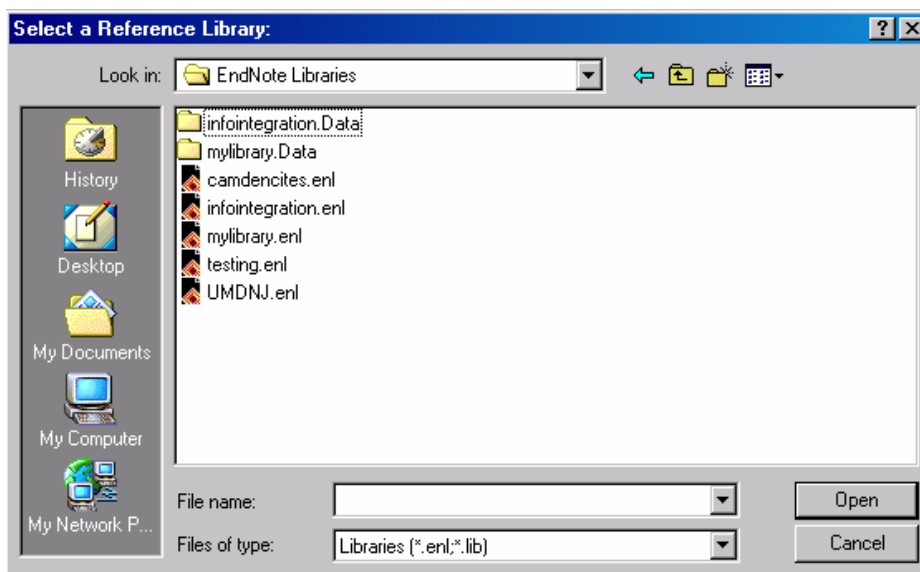 Select a Reference Library:
Look in: EndNote Libraries
History
Desktop
My Documents
My Computer
My Network P...
infointegration.Data
mylibrary.Data
camdencites.enl
infointegration.enl
mylibrary.enl
testing.enl
UMDNJ.enl
File name:
Open
Files of type: Libraries (*.enl;*.lib)
Cancel